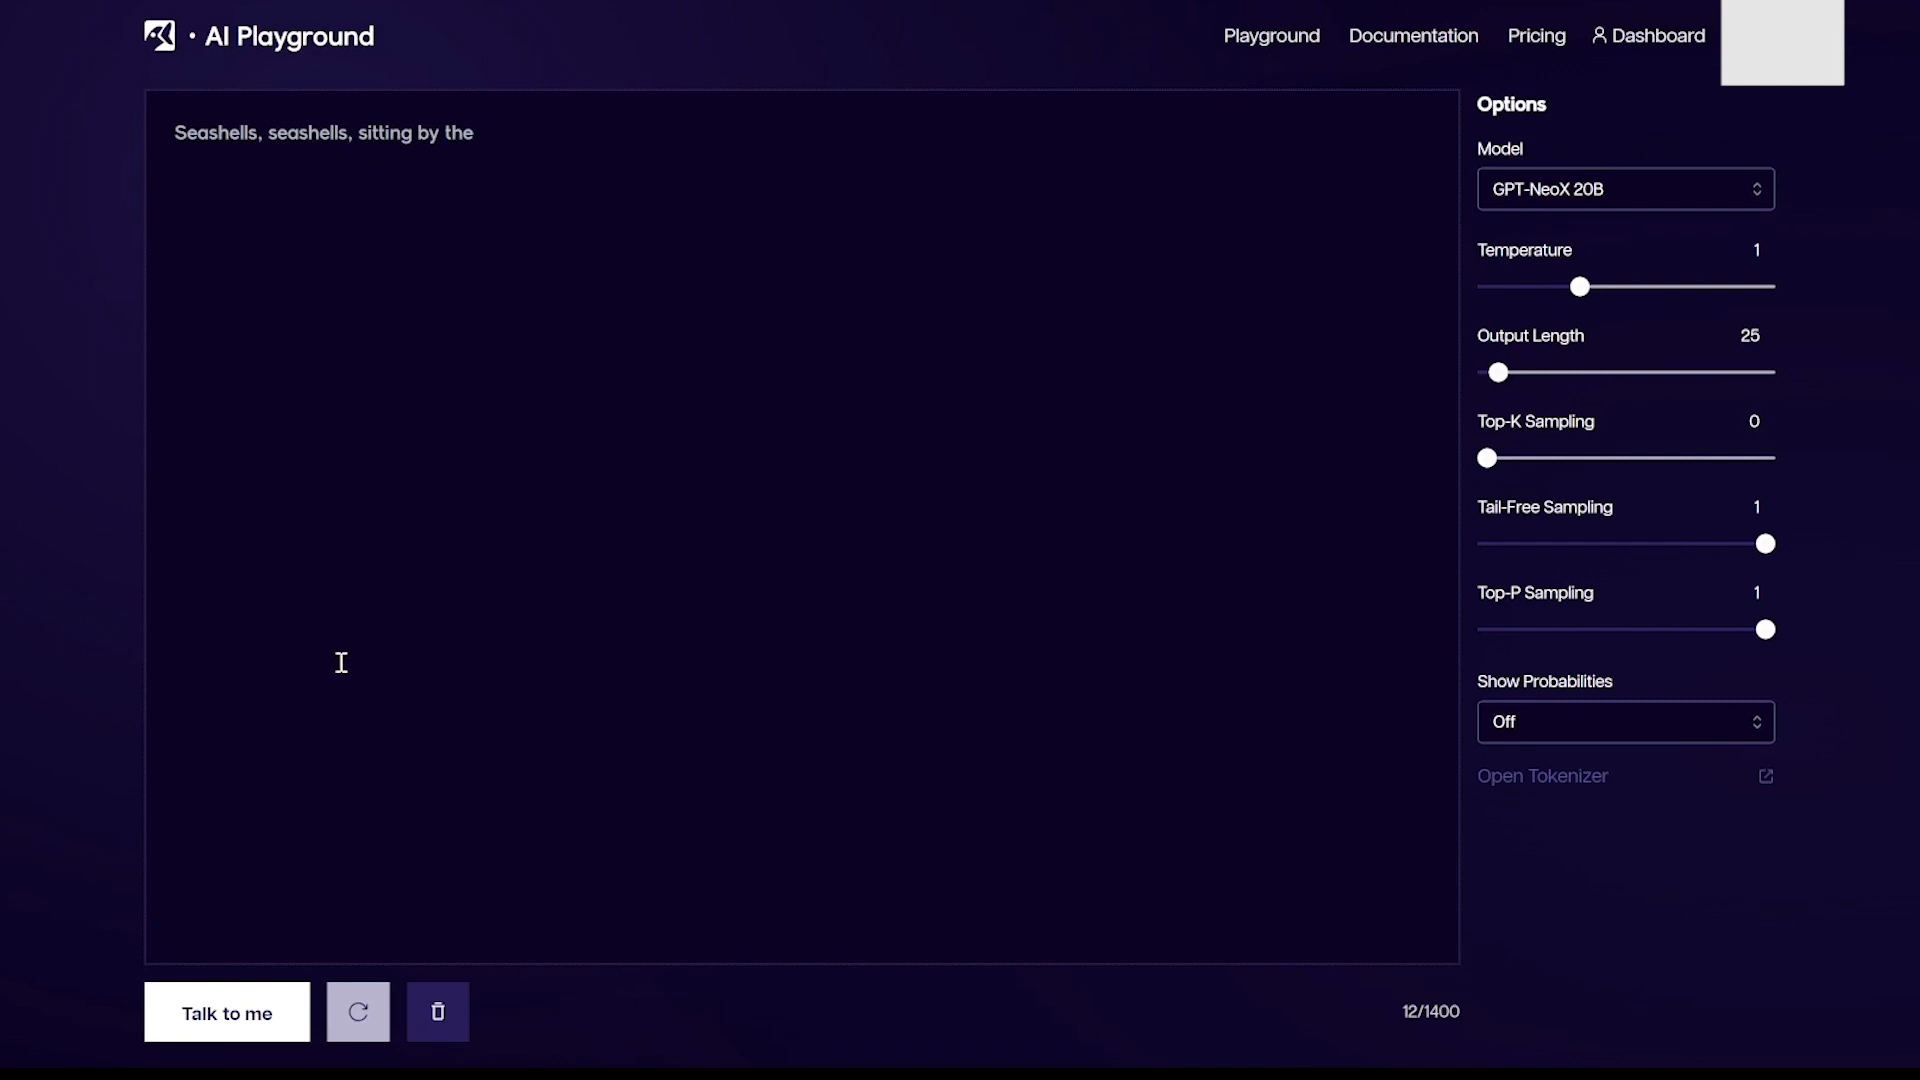 • AI Playground
Playground
Documentation
Pricing
Dashboard
Seashells, seashells, sitting by the
Options
Model
GPT-NeoX 20B
Temperature 1
Output Length 25
Top-K Sampling 0
Tail-Free Sampling 1
Top-P Sampling 1
Show Probabilities
Off
Open Tokenizer
Talk to me
12/1400